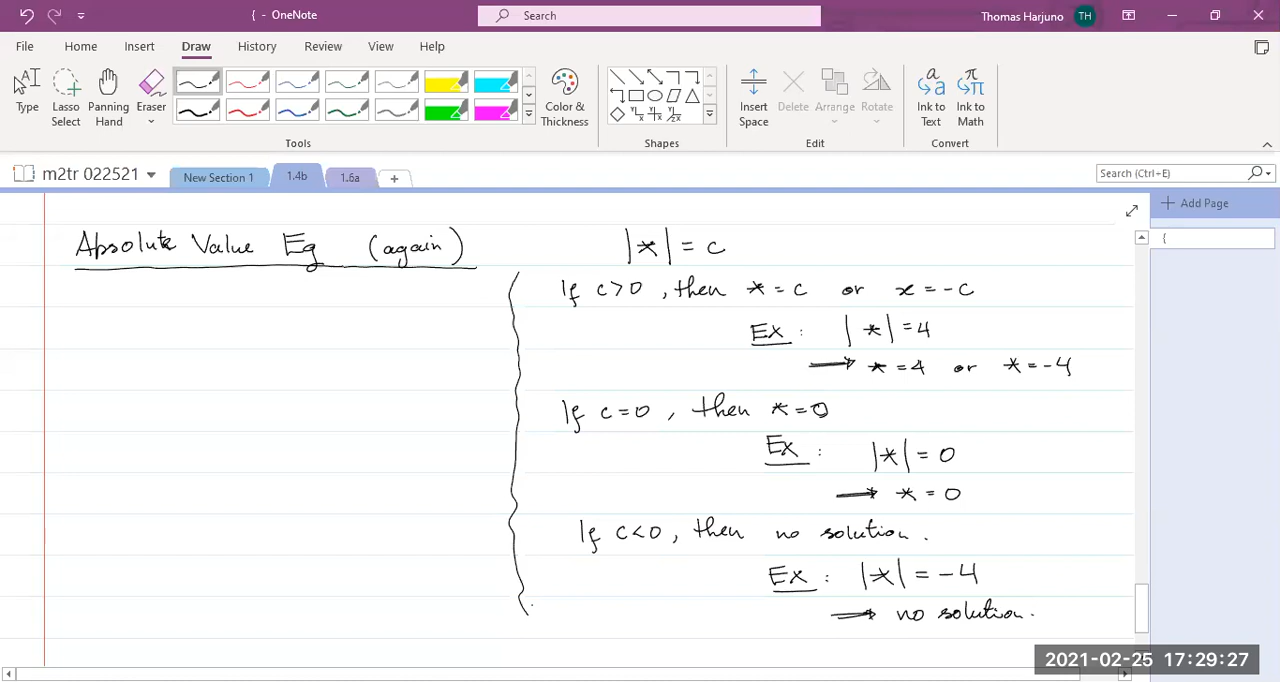 { - OneNote
Search
Thomas Harjuno TH
File Home Insert Draw History Review View Help
Type
Lasso Select
Panning Hand
Eraser
Color & Thickness
Insert Space
Delete
Arrange
Rotate
Ink to Text
Ink to Math
Tools Shapes Edit Convert
m2tr 022521 New Section 1 1.4b 1.6a + Search (Ctrl+E)
+ Add Page
{
Absolute Value Eq (again) |*| = c
If c>0, then * = c or x = -c
Ex: |*| = 4
→ * = 4 or * = -4
If c=0, then * = 0
Ex: |*| = 0
→ * = 0
If c<0, then no solution.
Ex: |*| = -4
→ no solution.
2021-02-25 17:29:27